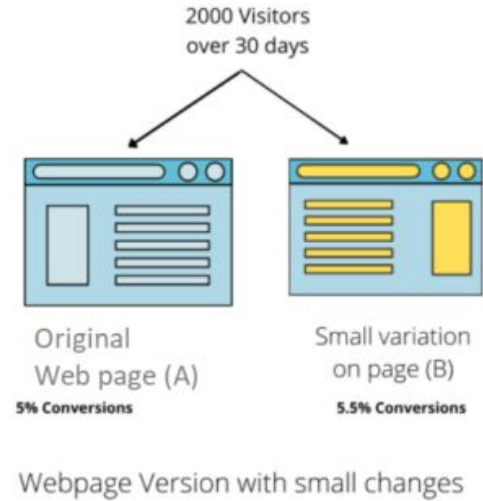 2000 Visitors
over 30 days
Original
Web page (A)
5% Conversions
Small variation
on page (B)
5.5% Conversions
Webpage Version with small changes